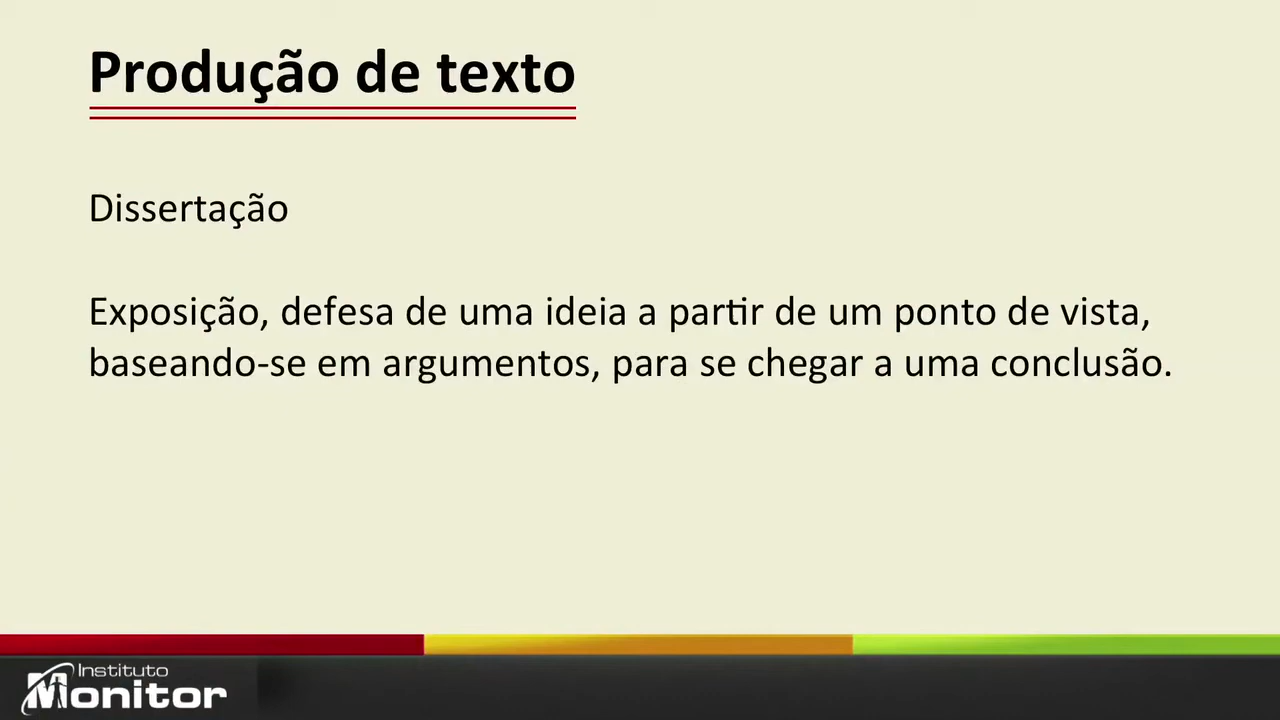 Produção de texto
Dissertação
Exposição, defesa de uma ideia a partir de um ponto de vista,
baseando-se em argumentos, para se chegar a uma conclusão.
Instituto
Monitor